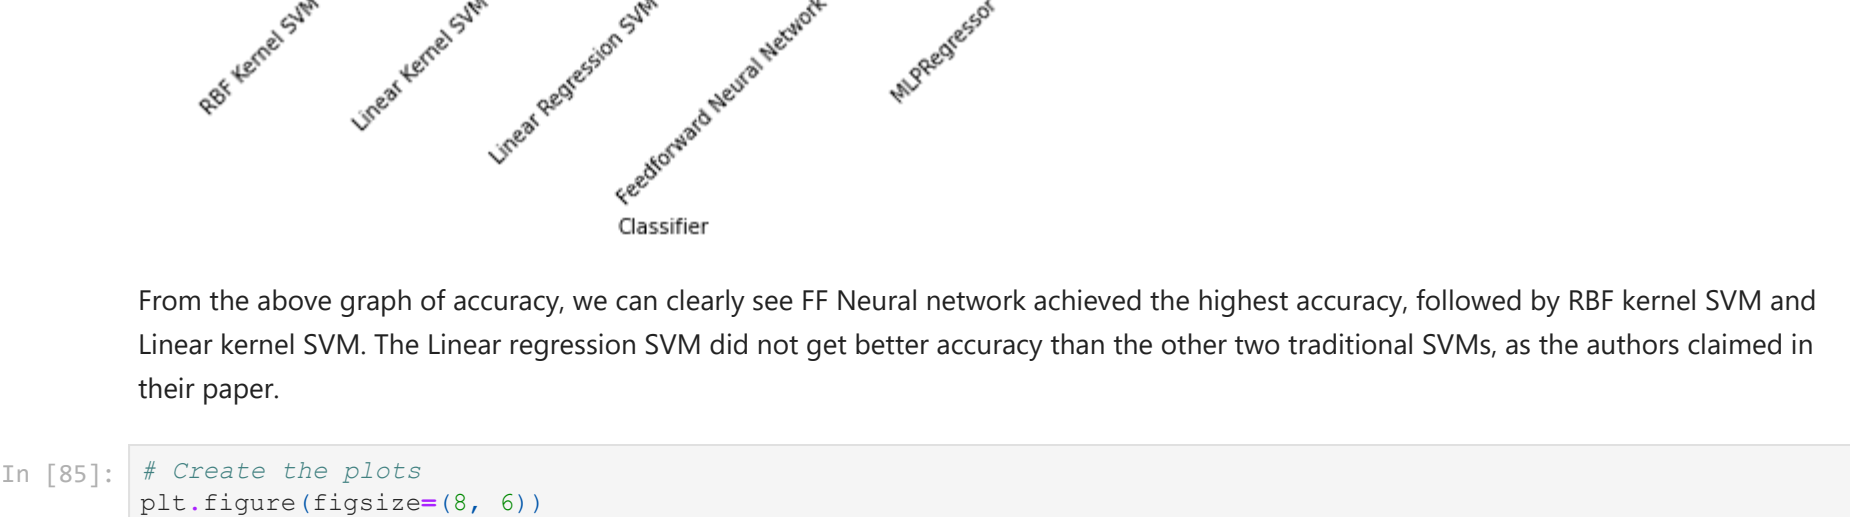 RBF Kernel SVM
Linear Kernel SVM
Linear Regression SVM
Feedforward Neural Network
MLPRegressor
Classifier
From the above graph of accuracy, we can clearly see FF Neural network achieved the highest accuracy, followed by RBF kernel SVM and
Linear kernel SVM. The Linear regression SVM did not get better accuracy than the other two traditional SVMs, as the authors claimed in
their paper.
In [85]: # Create the plots
plt.figure(figsize=(8, 6))